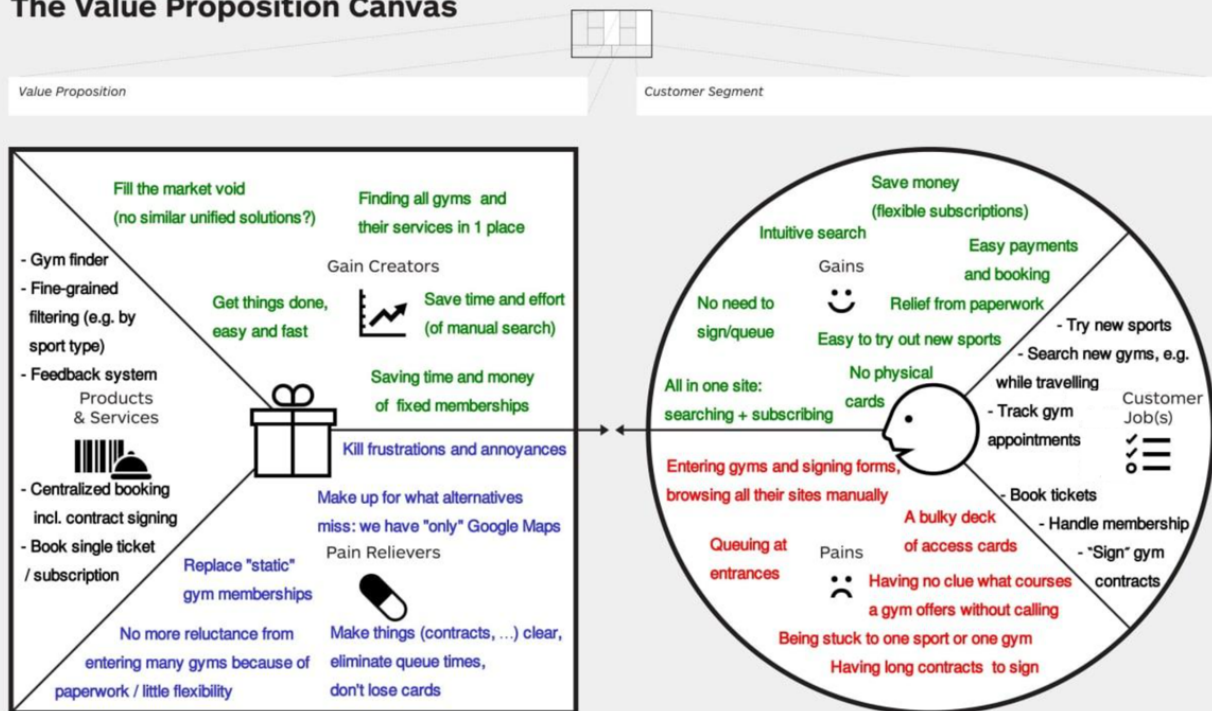 The Value Proposition Canvas
Value Proposition
Customer Segment
Fill the market void
(no similar unified solutions?)
Finding all gyms and
their services in 1 place
Gain Creators
Get things done,
easy and fast
Save time and effort
(of manual search)
Saving time and money
of fixed memberships
- Gym finder
- Fine-grained
filtering (e.g. by
sport type)
- Feedback system
Products
& Services
- Centralized booking
incl. contract signing
- Book single ticket
/ subscription
Kill frustrations and annoyances
Make up for what alternatives
miss: we have "only" Google Maps
Pain Relievers
Replace "static"
gym memberships
No more reluctance from
entering many gyms because of
paperwork / little flexibility
Make things (contracts, ...) clear,
eliminate queue times,
don't lose cards
Save money
(flexible subscriptions)
Intuitive search
Easy payments
and booking
Gains
No need to
sign/queue
Relief from paperwork
Easy to try out new sports
All in one site:
searching + subscribing
No physical
cards
- Try new sports
- Search new gyms, e.g.
while travelling
- Track gym
appointments
Customer
Job(s)
- Book tickets
- Handle membership
- "Sign" gym
contracts
Entering gyms and signing forms,
browsing all their sites manually
A bulky deck
of access cards
Queuing at
entrances
Pains
Having no clue what courses
a gym offers without calling
Being stuck to one sport or one gym
Having long contracts to sign